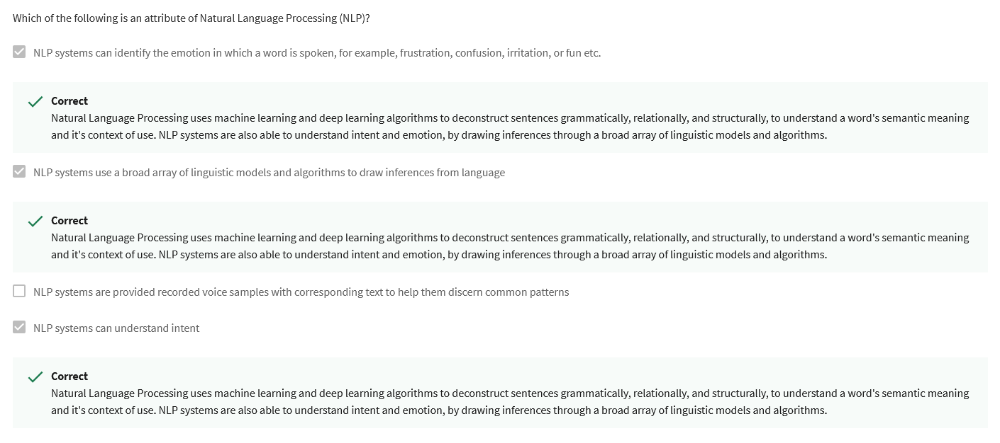 Which of the following is an attribute of Natural Language Processing (NLP)?
NLP systems can identify the emotion in which a word is spoken, for example, frustration, confusion, irritation, or fun etc.
Correct
Natural Language Processing uses machine learning and deep learning algorithms to deconstruct sentences grammatically, relationally, and structurally, to understand a word's semantic meaning
and it's context of use. NLP systems are also able to understand intent and emotion, by drawing inferences through a broad array of linguistic models and algorithms.
NLP systems use a broad array of linguistic models and algorithms to draw inferences from language
Correct
Natural Language Processing uses machine learning and deep learning algorithms to deconstruct sentences grammatically, relationally, and structurally, to understand a word's semantic meaning
and it's context of use. NLP systems are also able to understand intent and emotion, by drawing inferences through a broad array of linguistic models and algorithms.
NLP systems are provided recorded voice samples with corresponding text to help them discern common patterns
NLP systems can understand intent
Correct
Natural Language Processing uses machine learning and deep learning algorithms to deconstruct sentences grammatically, relationally, and structurally, to understand a word's semantic meaning
and it's context of use. NLP systems are also able to understand intent and emotion, by drawing inferences through a broad array of linguistic models and algorithms.